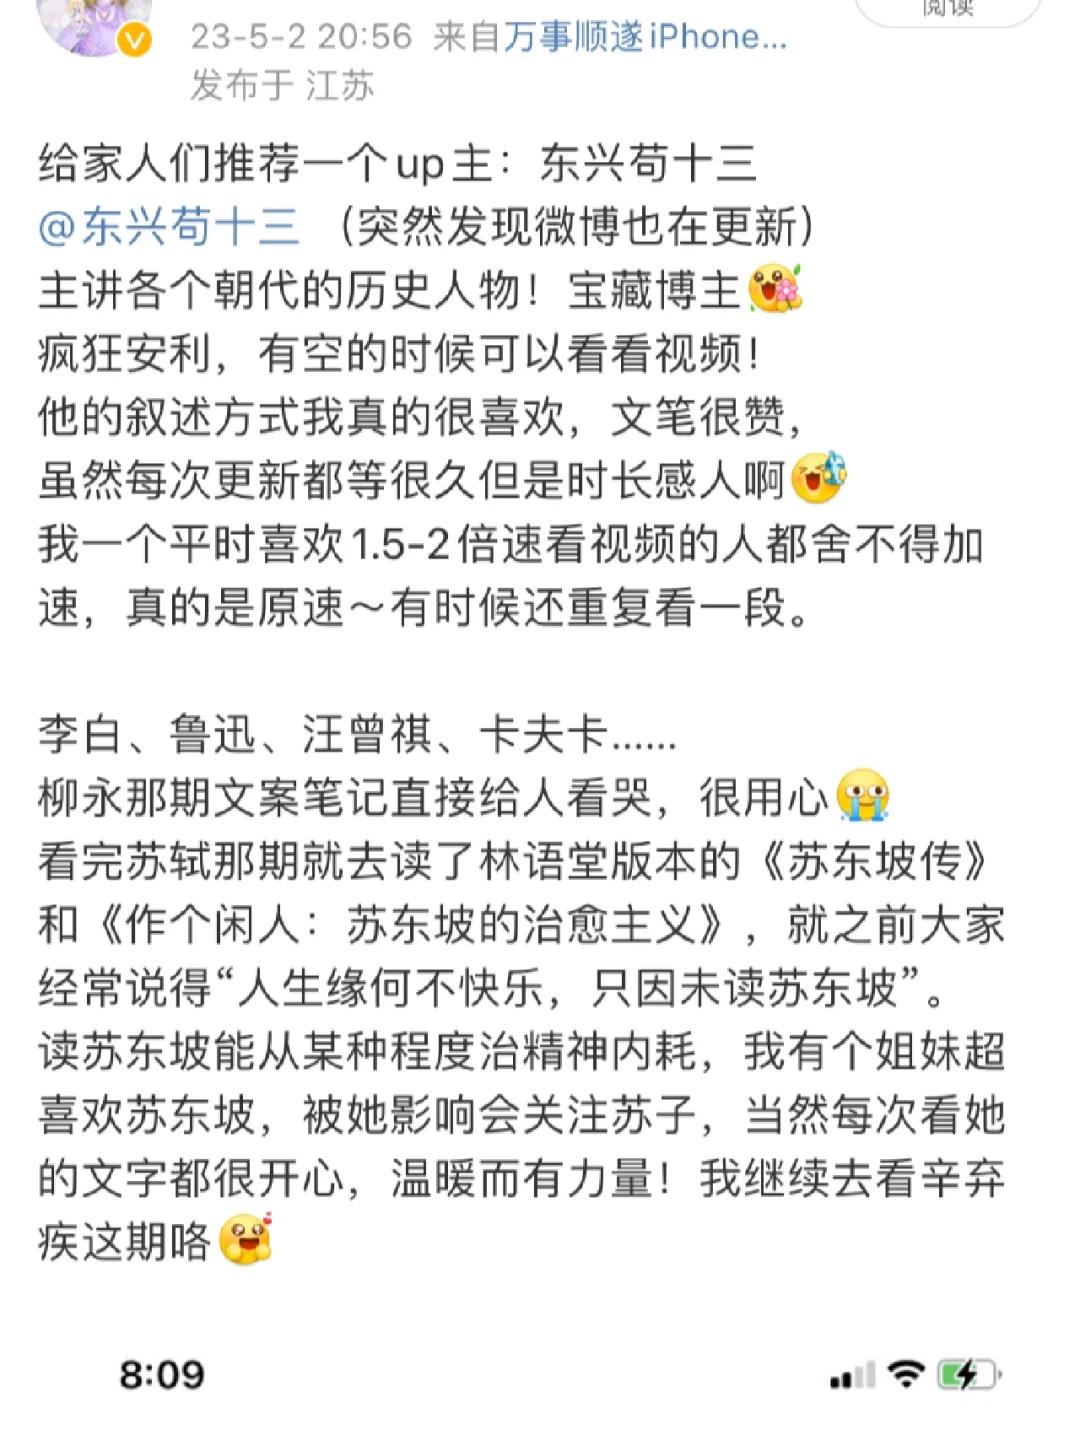 阅读
23-5-2 20:56 来自万事顺遂iPhone...
发布于 江苏
给家人们推荐一个up主：东兴苟十三
@东兴苟十三 （突然发现微博也在更新）
主讲各个朝代的历史人物！宝藏博主
疯狂安利，有空的时候可以看看视频！
他的叙述方式我真的很喜欢，文笔很赞，
虽然每次更新都等很久但是时长感人啊
我一个平时喜欢1.5-2倍速看视频的人都舍不得加
速，真的是原速～有时候还重复看一段。
李白、鲁迅、汪曾祺、卡夫卡......
柳永那期文案笔记直接给人看哭，很用心
看完苏轼那期就去读了林语堂版本的《苏东坡传》
和《作个闲人：苏东坡的治愈主义》，就之前大家
经常说得“人生缘何不快乐，只因未读苏东坡”。
读苏东坡能从某种程度治精神内耗，我有个姐妹超
喜欢苏东坡，被她影响会关注苏子，当然每次看她
的文字都很开心，温暖而有力量！我继续去看辛弃
疾这期咯
8:09